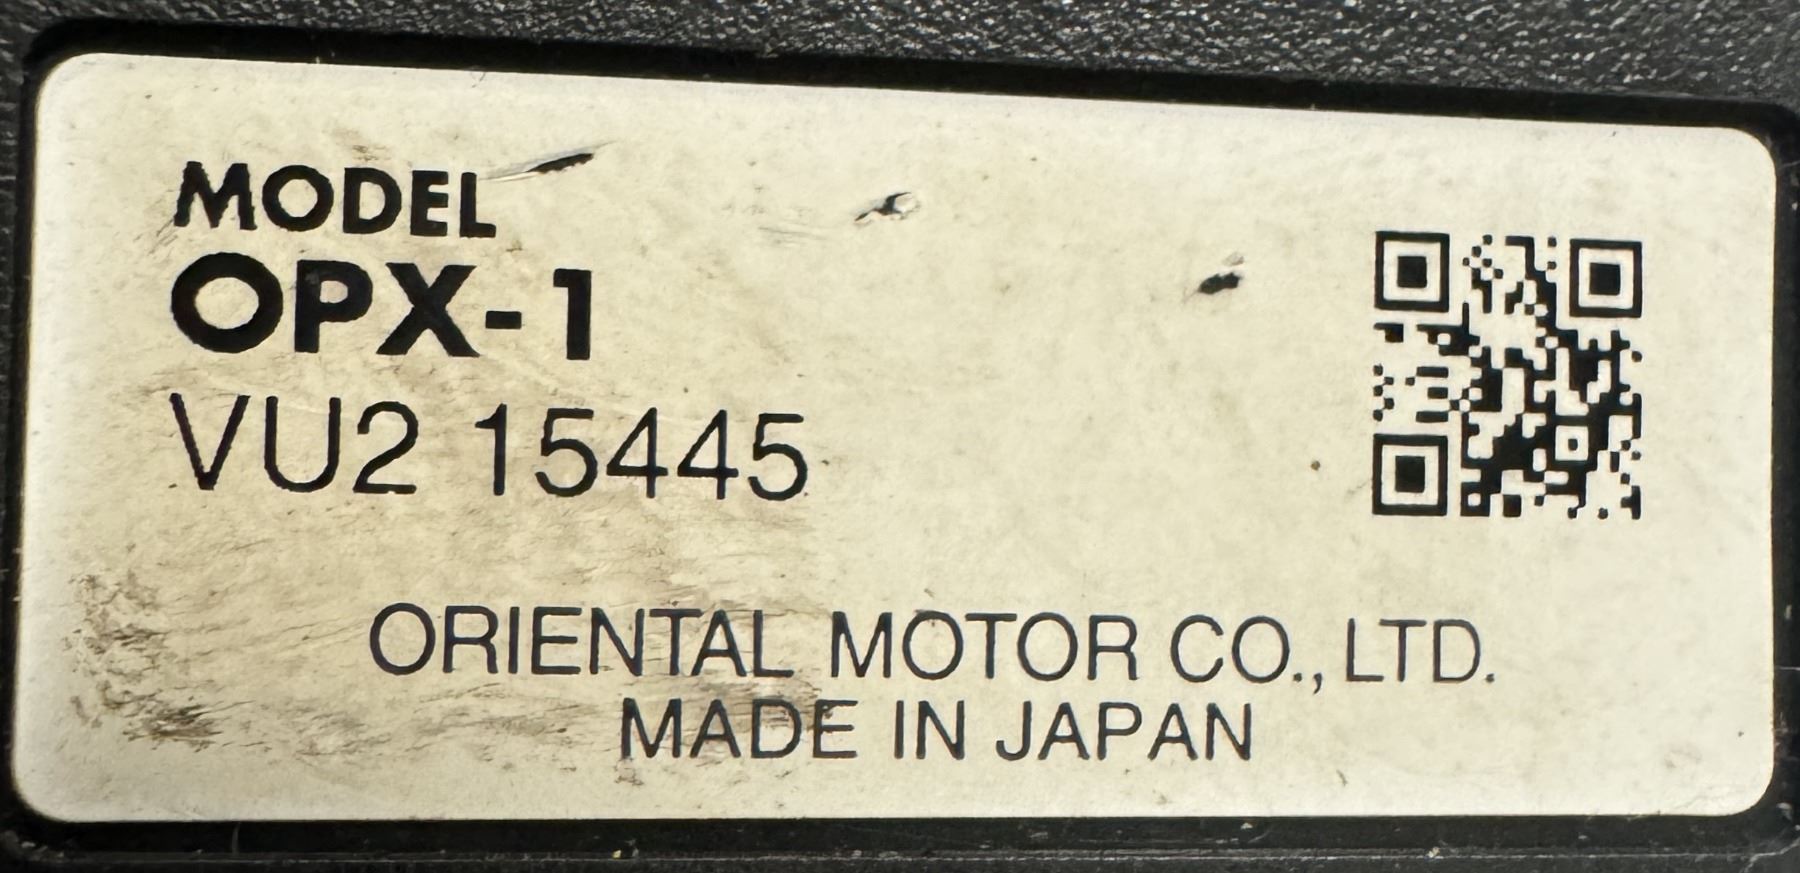 MODEL
OPX-1
VU2 15445
ORIENTAL MOTOR CO., LTD.
MADE IN JAPAN